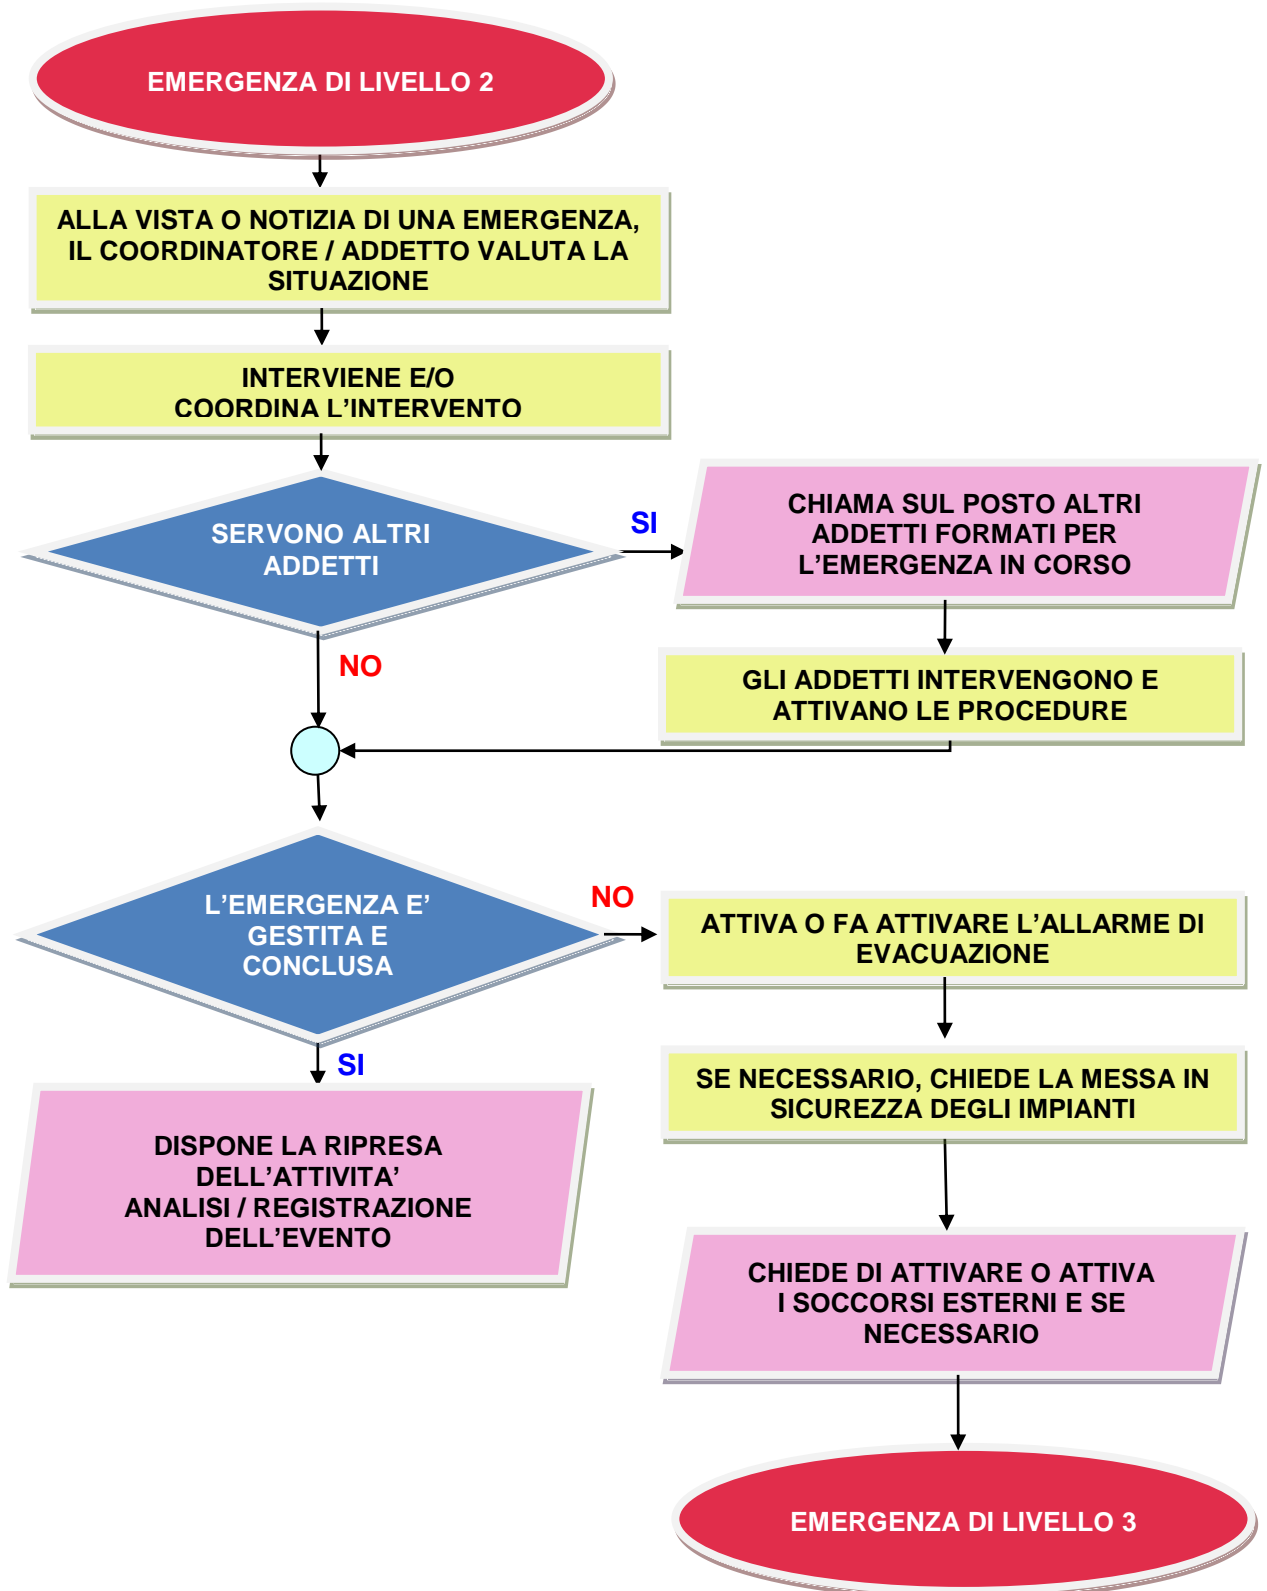 EMERGENZA DI LIVELLO 2
ALLA VISTA O NOTIZIA DI UNA EMERGENZA,
IL COORDINATORE / ADDETTO VALUTA LA
SITUAZIONE
INTERVIENE E/O
COORDINA L’INTERVENTO
SERVONO ALTRI
ADDETTI
SI
CHIAMA SUL POSTO ALTRI
ADDETTI FORMATI PER
L’EMERGENZA IN CORSO
NO
GLI ADDETTI INTERVENGONO E
ATTIVANO LE PROCEDURE
L’EMERGENZA E’
GESTITA E
CONCLUSA
NO
ATTIVA O FA ATTIVARE L’ALLARME DI
EVACUAZIONE
SI
SE NECESSARIO, CHIEDE LA MESSA IN
SICUREZZA DEGLI IMPIANTI
DISPONE LA RIPRESA
DELL’ATTIVITA’
ANALISI / REGISTRAZIONE
DELL’EVENTO
CHIEDE DI ATTIVARE O ATTIVA
I SOCCORSI ESTERNI E SE
NECESSARIO
EMERGENZA DI LIVELLO 3